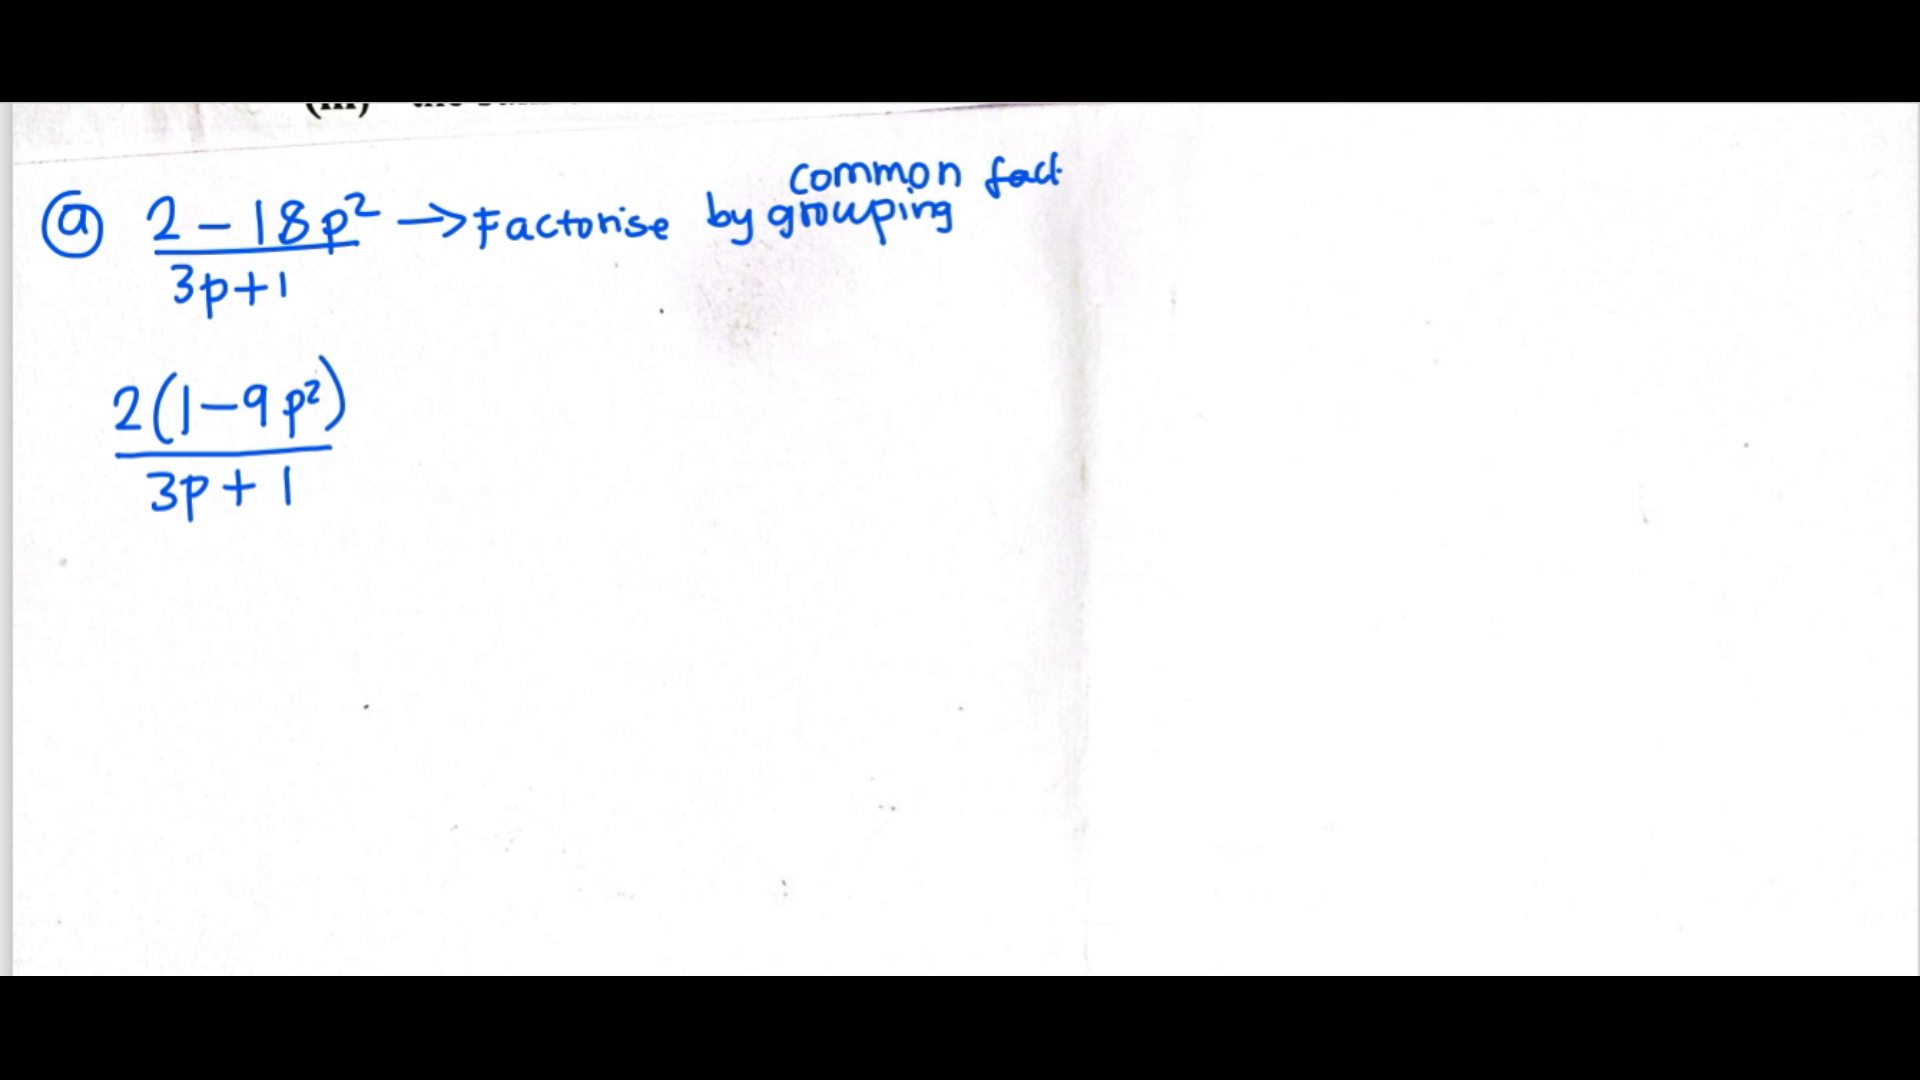 common fact
ⓐ 2 - 18p² → Factorise by grouping
3p+1
2(1-9p²)
3p + 1